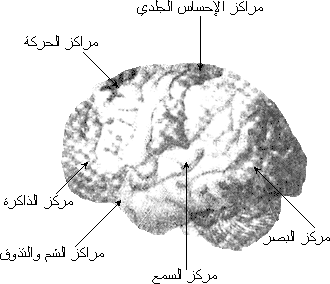 مراكز الإحساس الجلدي
مراكز الحركة
مركز الذاكرة
مركز البصر
مراكز الشم والتذوق
مركز السمع